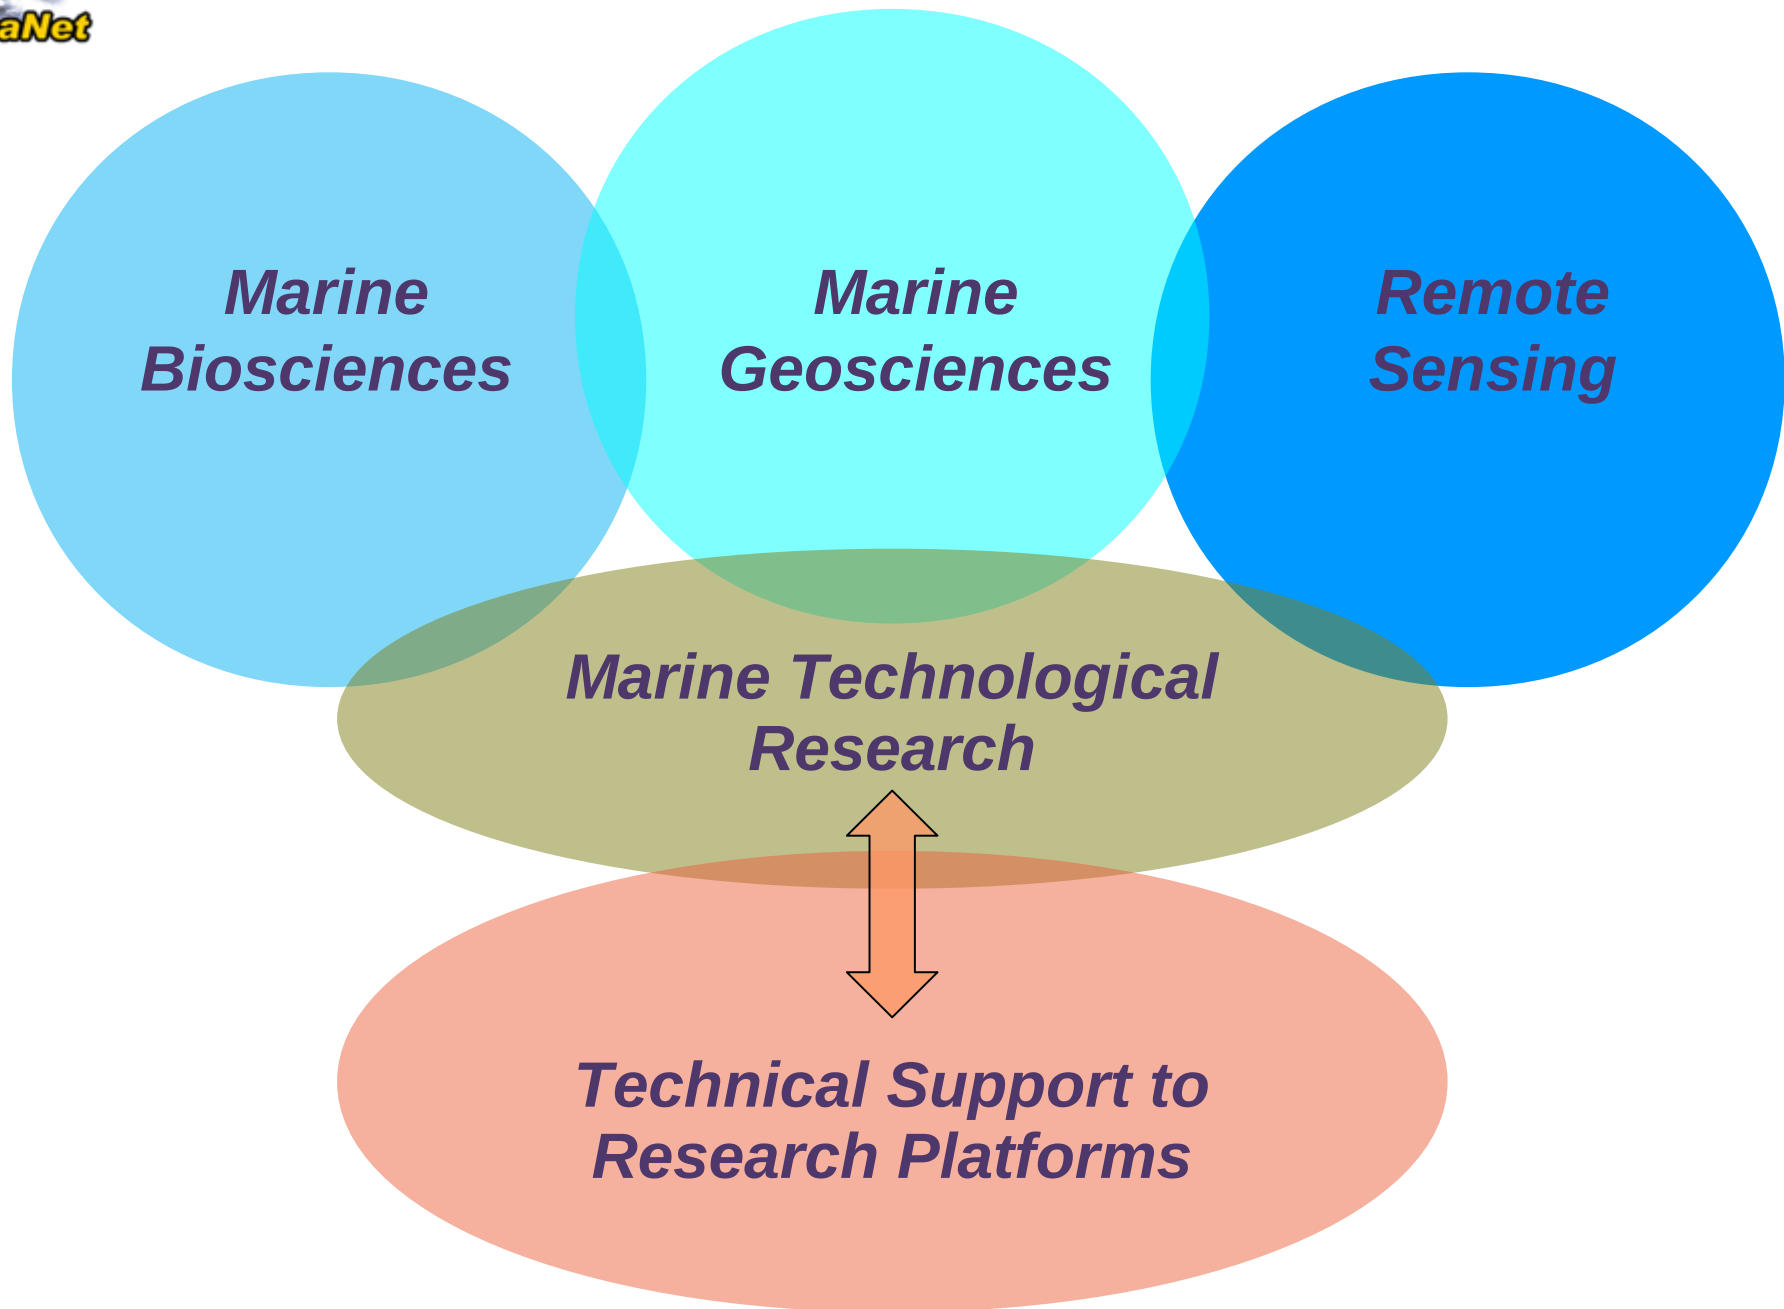 aNet
Marine
Biosciences
Marine
Geosciences
Remote
Sensing
Marine Technological
Research
Technical Support to
Research Platforms